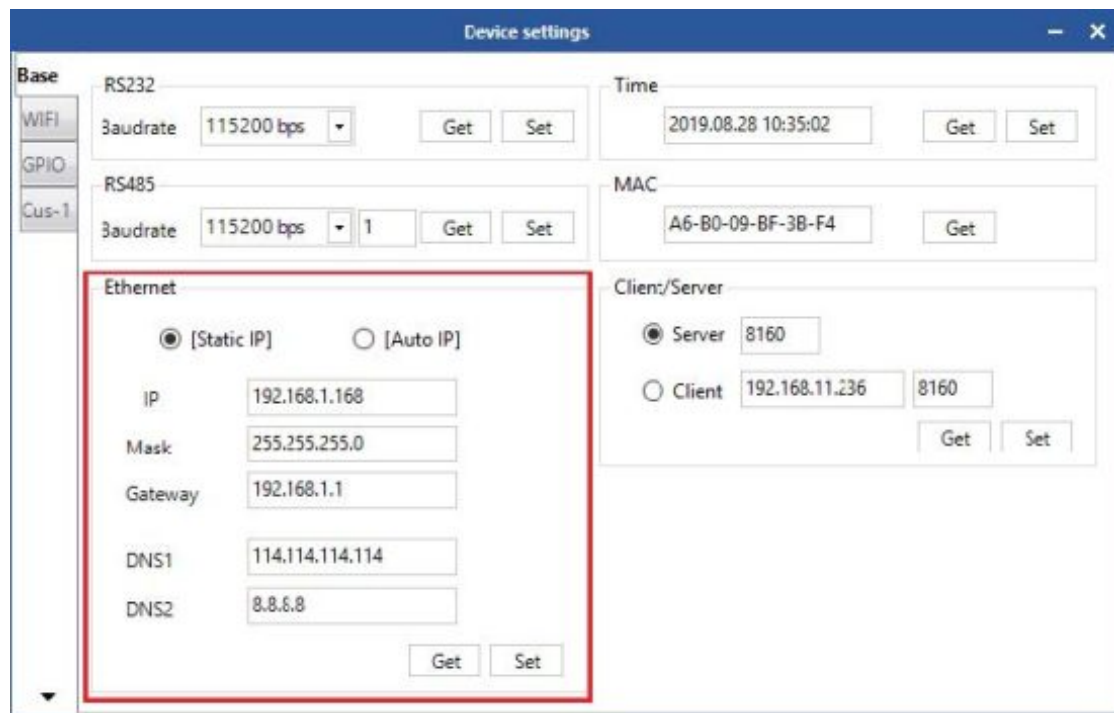 Device settings
Base
WIFI
GPIO
Cus-1
RS232
Baudrate 115200 bps Get Set
RS485
Baudrate 115200 bps 1 Get Set
Ethernet
[Static IP] [Auto IP]
IP 192.168.1.168
Mask 255.255.255.0
Gateway 192.168.1.1
DNS1 114.114.114.114
DNS2 8.8.8.8
Get Set
Time
2019.08.28 10:35:02 Get Set
MAC
A6-B0-09-BF-3B-F4 Get
Client/Server
Server 8160
Client 192.168.11.236 8160
Get Set